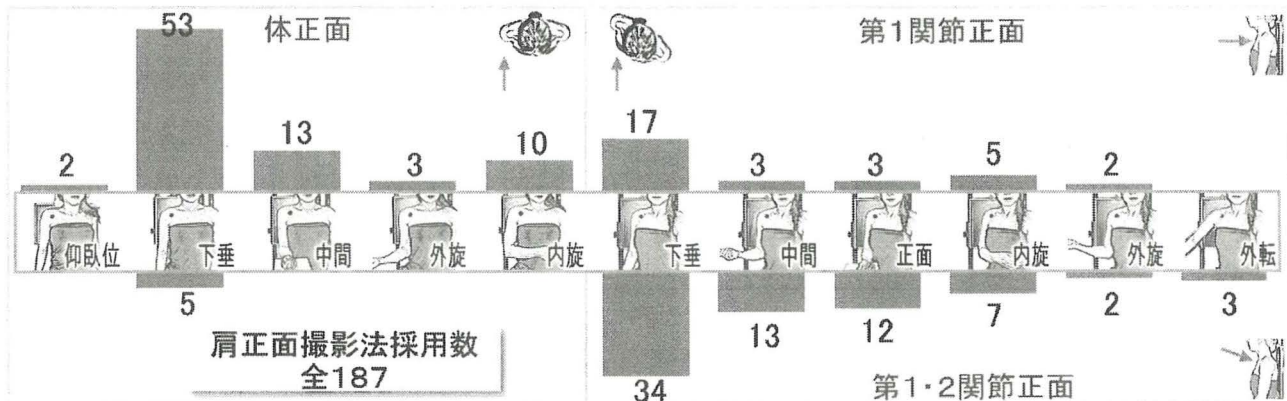 体正面
第1関節正面
53
13
2
3
10
17
3
3
5
2
仰臥位
下垂
中間
外旋
内旋
下垂
中間
正面
内旋
外旋
外転
5
34
13
12
7
2
3
肩正面撮影法採用数
全187
第1・2関節正面